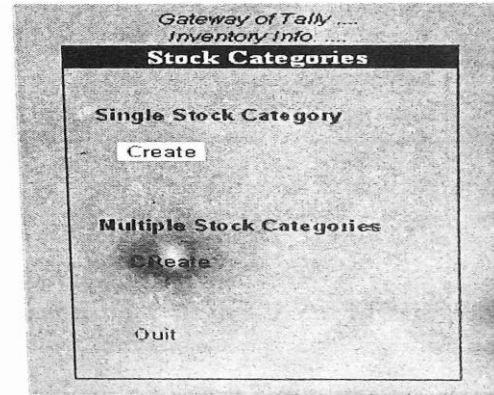 Gateway of Tally ....
Inventory Info. ....
Stock Categories
Single Stock Category
Create
Multiple Stock Categories
CReate
Quit